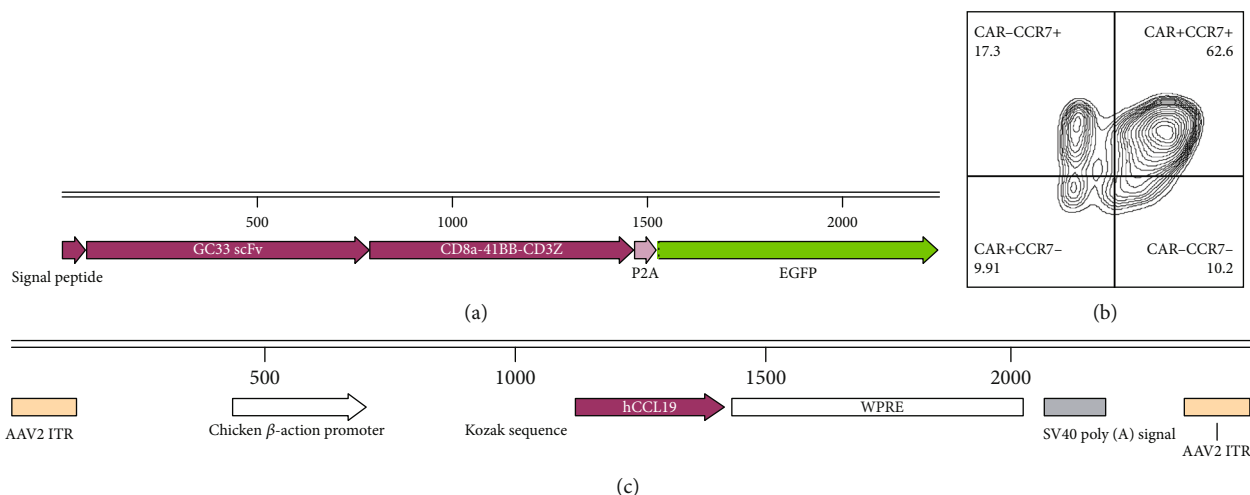 CAR–CCR7+
17.3
CAR+CCR7+
62.6
500
1000
1500
2000
GC33 scFv
CD8a-41BB-CD3Z
Signal peptide
P2A
EGFP
CAR+CCR7–
9.91
CAR–CCR7–
10.2
(a)
(b)
500
1000
1500
2000
hCCL19
WPRE
AAV2 ITR
Chicken β-action promoter
Kozak sequence
SV40 poly (A) signal
AAV2 ITR
(c)